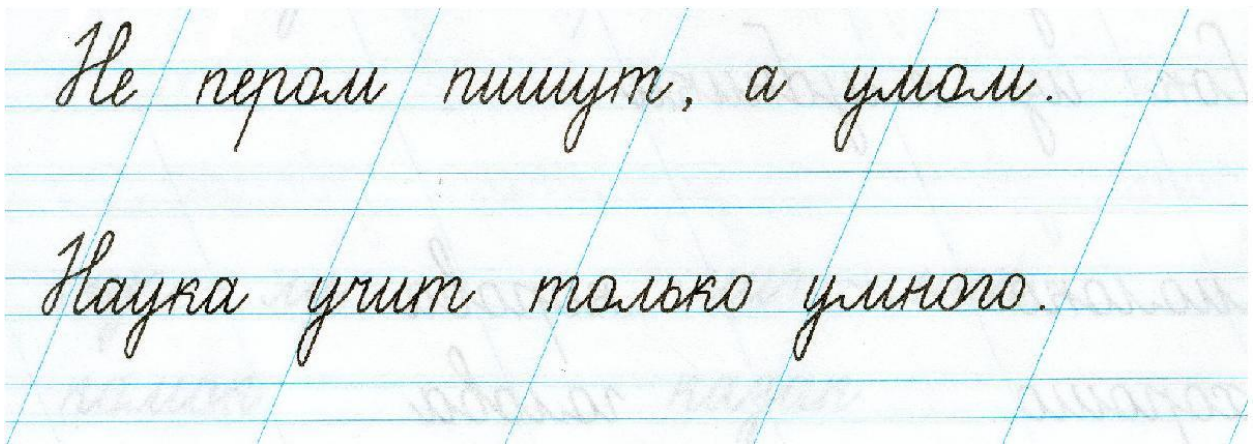 Не пером пишут, а умом.
Наука учит только умного.